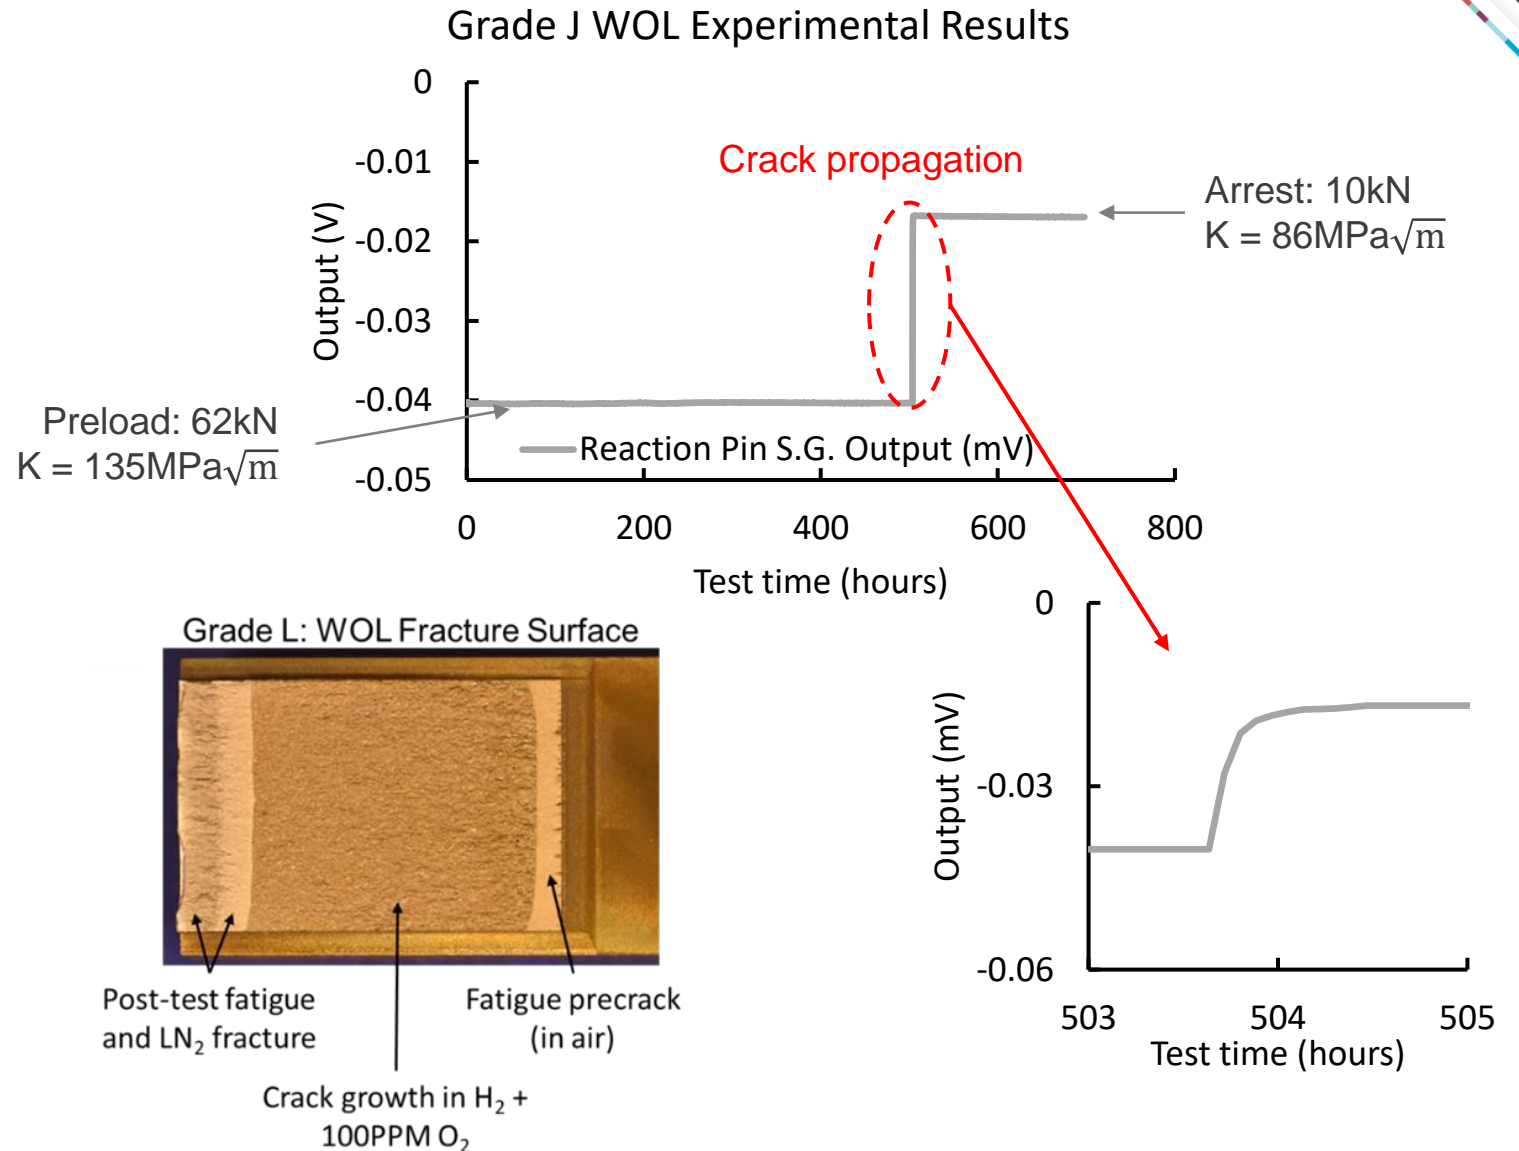 Grade J WOL Experimental Results
0
-0.01
-0.02
-0.03
-0.04
-0.05
Output (V)
Crack propagation
Arrest: 10kN
K = 86MPa√m
Preload: 62kN
K = 135MPa√m
Reaction Pin S.G. Output (mV)
0 200 400 600 800
Test time (hours)
Grade L: WOL Fracture Surface
Post-test fatigue
and LN₂ fracture
Fatigue precrack
(in air)
Crack growth in H₂ +
100PPM O₂
0
-0.03
-0.06
Output (mV)
503 504 505
Test time (hours)